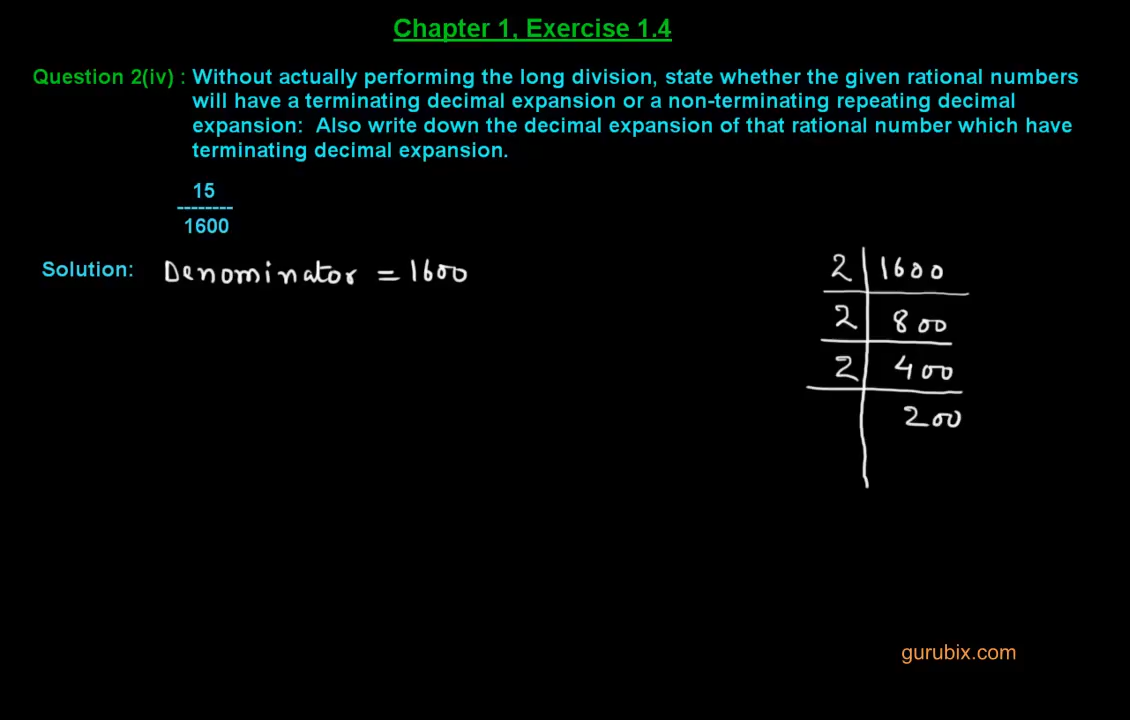 Chapter 1, Exercise 1.4
Question 2(iv) : Without actually performing the long division, state whether the given rational numbers
will have a terminating decimal expansion or a non-terminating repeating decimal
expansion: Also write down the decimal expansion of that rational number which have
terminating decimal expansion.
15
--------
1600
Solution: Denominator = 1600
2 | 1600
2 | 800
2 | 400
200
gurubix.com